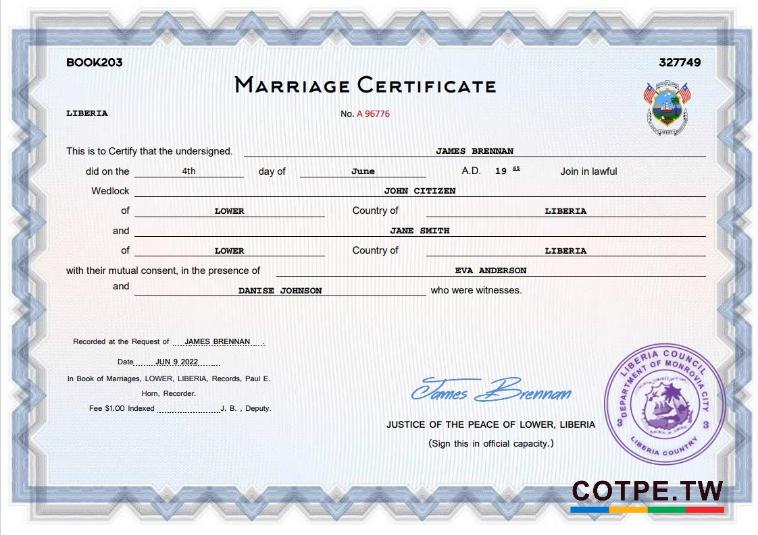 BOOK203 327749
MARRIAGE CERTIFICATE
LIBERIA No. A 96776
This is to Certify that the undersigned. JAMES BRENNAN
did on the 4th day of June A.D. 19 Join in lawful
Wedlock JOHN CITIZEN
of LOWER Country of LIBERIA
and JANE SMITH
of LOWER Country of LIBERIA
with their mutual consent, in the presence of EVA ANDERSON
and DANISE JOHNSON who were witnesses.
Recorded at the Request of JAMES BRENNAN .
Date JUN 9 2022
In Book of Marriages, LOWER, LIBERIA, Records, Paul E.
Horn, Recorder.
Fee $1.00 Indexed J. B. , Deputy.
James Brennan
JUSTICE OF THE PEACE OF LOWER, LIBERIA
(Sign this in official capacity.)
LIBERIA COUNCIL
DEPARTMENT OF MONROVIA CITY
LIBERIA COUNTRY
COTPE.TW